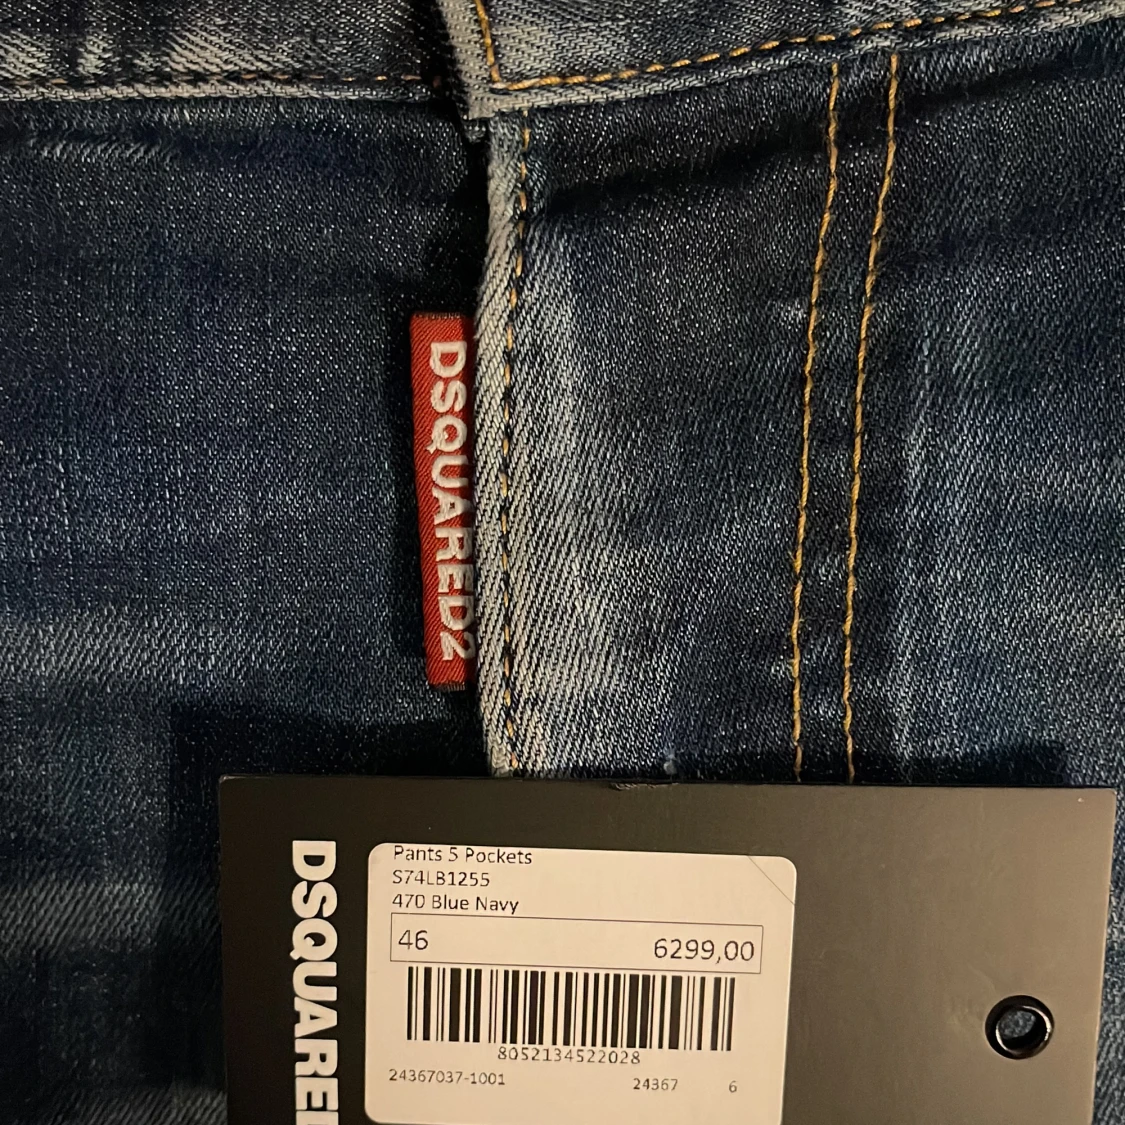 DSQUARED2
DSQUARED
Pants 5 Pockets
S74LB1255
470 Blue Navy
46 6299,00
8052134522028
24367037-1001 24367 6